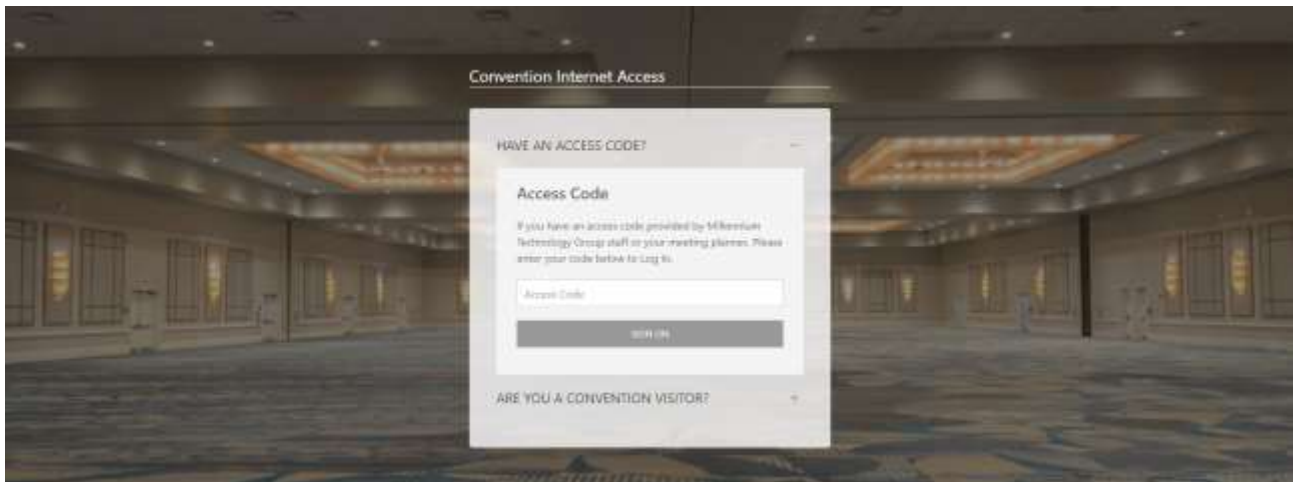 Convention Internet Access
HAVE AN ACCESS CODE?
Access Code
If you have an access code provided by Millennium
Technology Group staff or your meeting planner. Please
enter your code below to Log In.
Access Code
SIGN ON
ARE YOU A CONVENTION VISITOR?